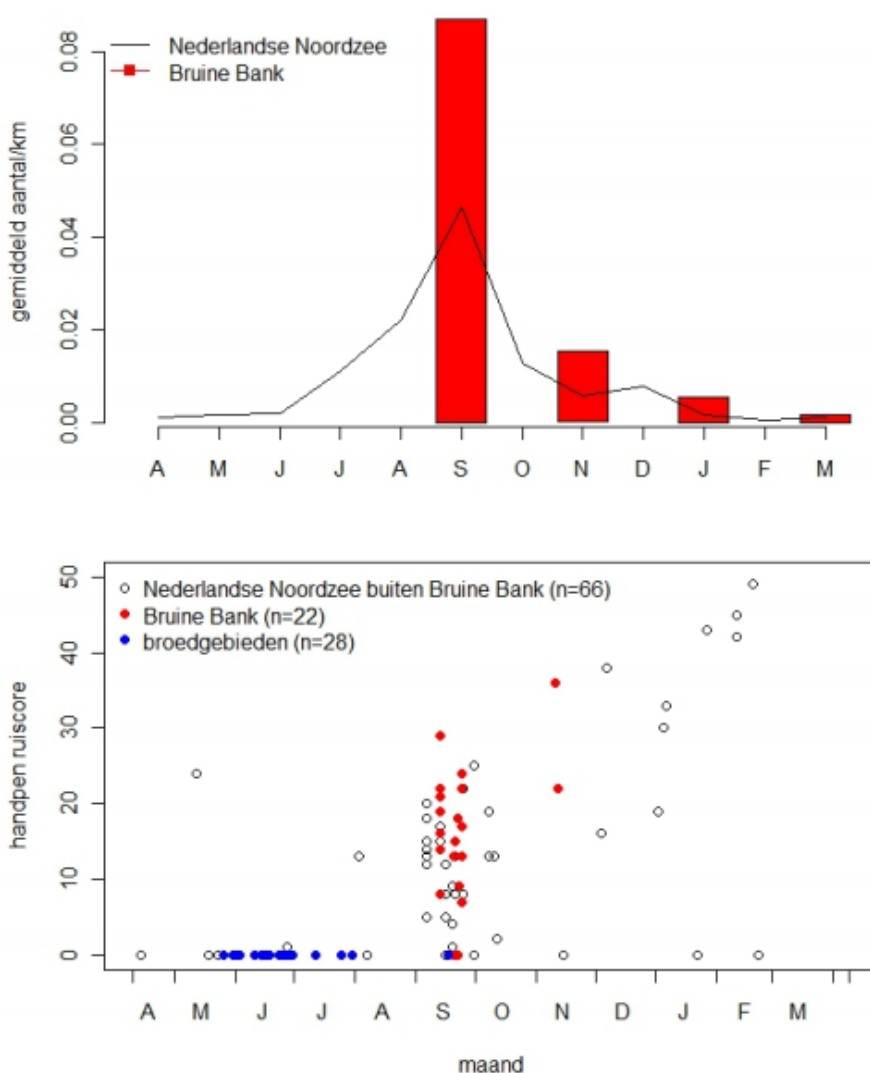 Nederlandse Noordzee
Bruine Bank
gemiddeld aantal/km
0.08
0.06
0.04
0.02
0.00
A M J J A S O N D J F M
Nederlandse Noordzee buiten Bruine Bank (n=66)
Bruine Bank (n=22)
broedgebieden (n=28)
handpen ruiscore
50
40
30
20
10
0
A M J J A S O N D J F M
maand